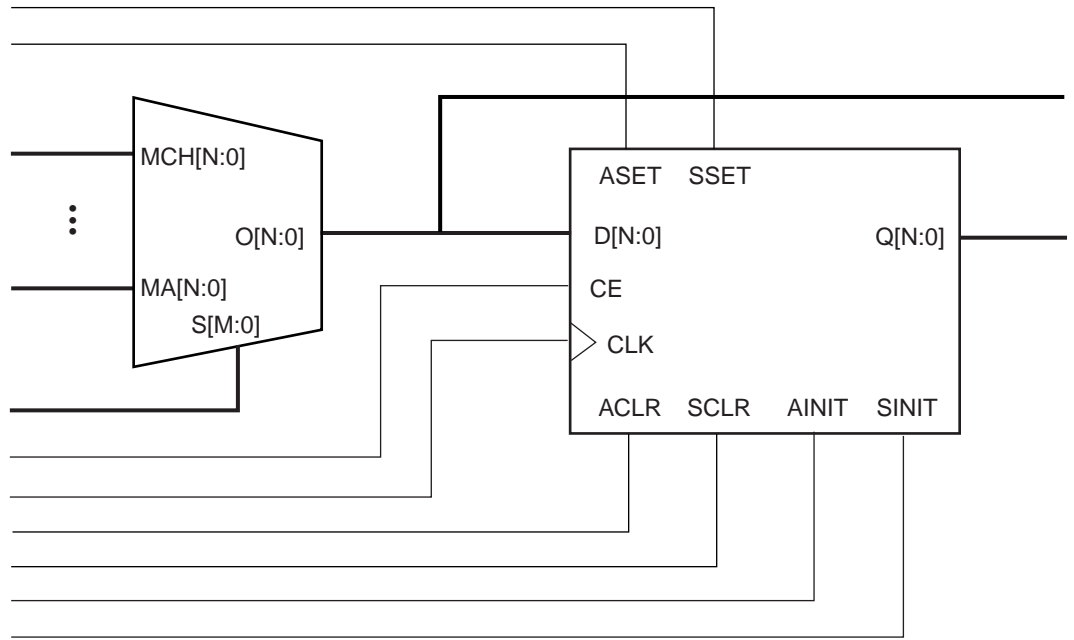 MCH[N:0]
ASET SSET
O[N:0]
D[N:0]
Q[N:0]
MA[N:0]
CE
S[M:0]
CLK
ACLR SCLR AINIT SINIT